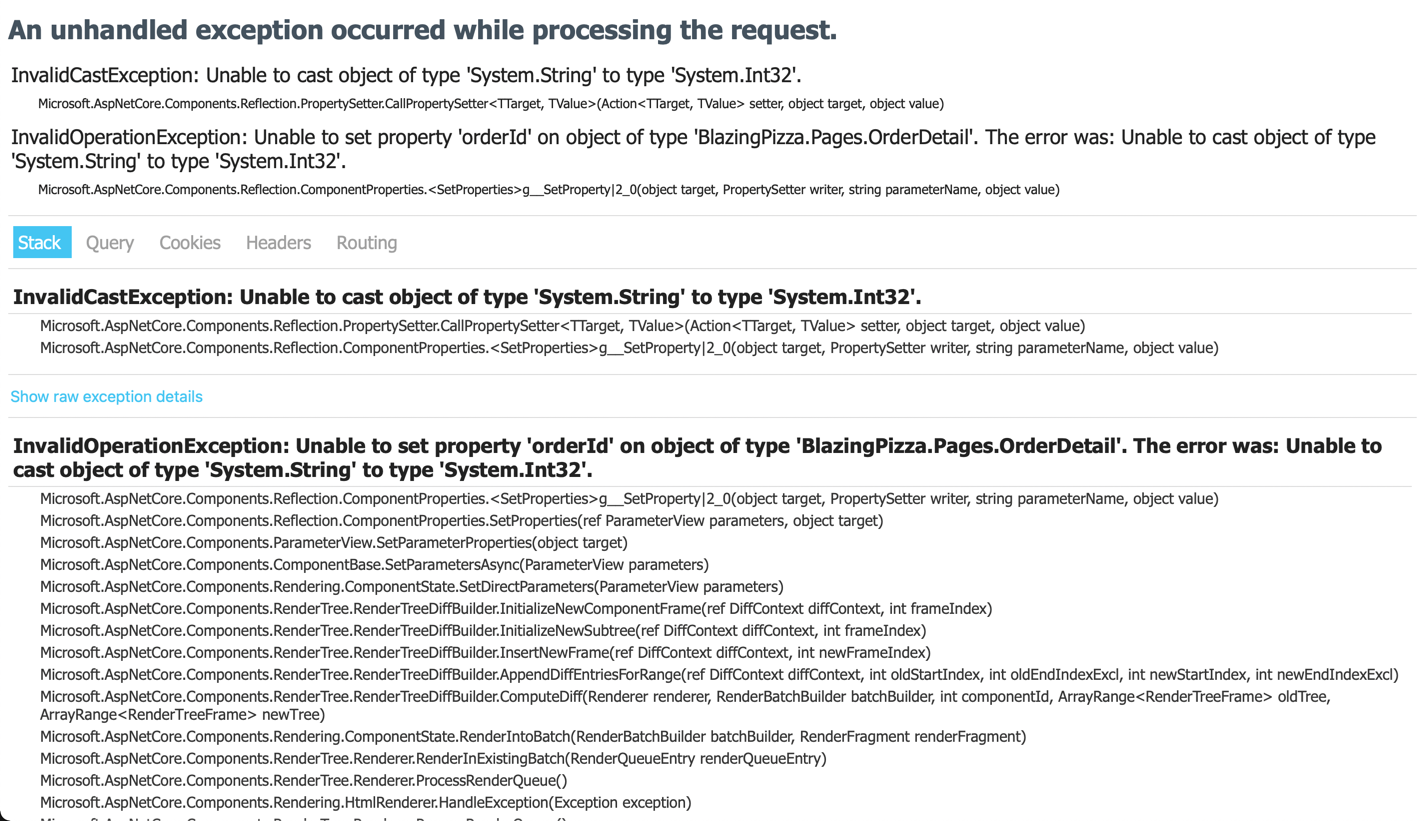 An unhandled exception occurred while processing the request.
InvalidCastException: Unable to cast object of type 'System.String' to type 'System.Int32'.
Microsoft.AspNetCore.Components.Reflection.PropertySetter.CallPropertySetter<TTarget, TValue>(Action<TTarget, TValue> setter, object target, object value)
InvalidOperationException: Unable to set property 'orderId' on object of type 'BlazingPizza.Pages.OrderDetail'. The error was: Unable to cast object of type
'System.String' to type 'System.Int32'.
Microsoft.AspNetCore.Components.Reflection.ComponentProperties.<SetProperties>g__SetProperty|2_0(object target, PropertySetter writer, string parameterName, object value)
Stack Query Cookies Headers Routing
InvalidCastException: Unable to cast object of type 'System.String' to type 'System.Int32'.
Microsoft.AspNetCore.Components.Reflection.PropertySetter.CallPropertySetter<TTarget, TValue>(Action<TTarget, TValue> setter, object target, object value)
Microsoft.AspNetCore.Components.Reflection.ComponentProperties.<SetProperties>g__SetProperty|2_0(object target, PropertySetter writer, string parameterName, object value)
Show raw exception details
InvalidOperationException: Unable to set property 'orderId' on object of type 'BlazingPizza.Pages.OrderDetail'. The error was: Unable to
cast object of type 'System.String' to type 'System.Int32'.
Microsoft.AspNetCore.Components.Reflection.ComponentProperties.<SetProperties>g__SetProperty|2_0(object target, PropertySetter writer, string parameterName, object value)
Microsoft.AspNetCore.Components.Reflection.ComponentProperties.SetProperties(ref ParameterView parameters, object target)
Microsoft.AspNetCore.Components.ParameterView.SetParameterProperties(object target)
Microsoft.AspNetCore.Components.ComponentBase.SetParametersAsync(ParameterView parameters)
Microsoft.AspNetCore.Components.Rendering.ComponentState.SetDirectParameters(ParameterView parameters)
Microsoft.AspNetCore.Components.RenderTree.RenderTreeDiffBuilder.InitializeNewComponentFrame(ref DiffContext diffContext, int frameIndex)
Microsoft.AspNetCore.Components.RenderTree.RenderTreeDiffBuilder.InitializeNewSubtree(ref DiffContext diffContext, int frameIndex)
Microsoft.AspNetCore.Components.RenderTree.RenderTreeDiffBuilder.InsertNewFrame(ref DiffContext diffContext, int newFrameIndex)
Microsoft.AspNetCore.Components.RenderTree.RenderTreeDiffBuilder.AppendDiffEntriesForRange(ref DiffContext diffContext, int oldStartIndex, int oldEndIndexExcl, int newStartIndex, int newEndIndexExcl)
Microsoft.AspNetCore.Components.RenderTree.RenderTreeDiffBuilder.ComputeDiff(Renderer renderer, RenderBatchBuilder batchBuilder, int componentId, ArrayRange<RenderTreeFrame> oldTree,
ArrayRange<RenderTreeFrame> newTree)
Microsoft.AspNetCore.Components.Rendering.ComponentState.RenderIntoBatch(RenderBatchBuilder batchBuilder, RenderFragment renderFragment)
Microsoft.AspNetCore.Components.RenderTree.Renderer.RenderInExistingBatch(RenderQueueEntry renderQueueEntry)
Microsoft.AspNetCore.Components.RenderTree.Renderer.ProcessRenderQueue()
Microsoft.AspNetCore.Components.Rendering.HtmlRenderer.HandleException(Exception exception)